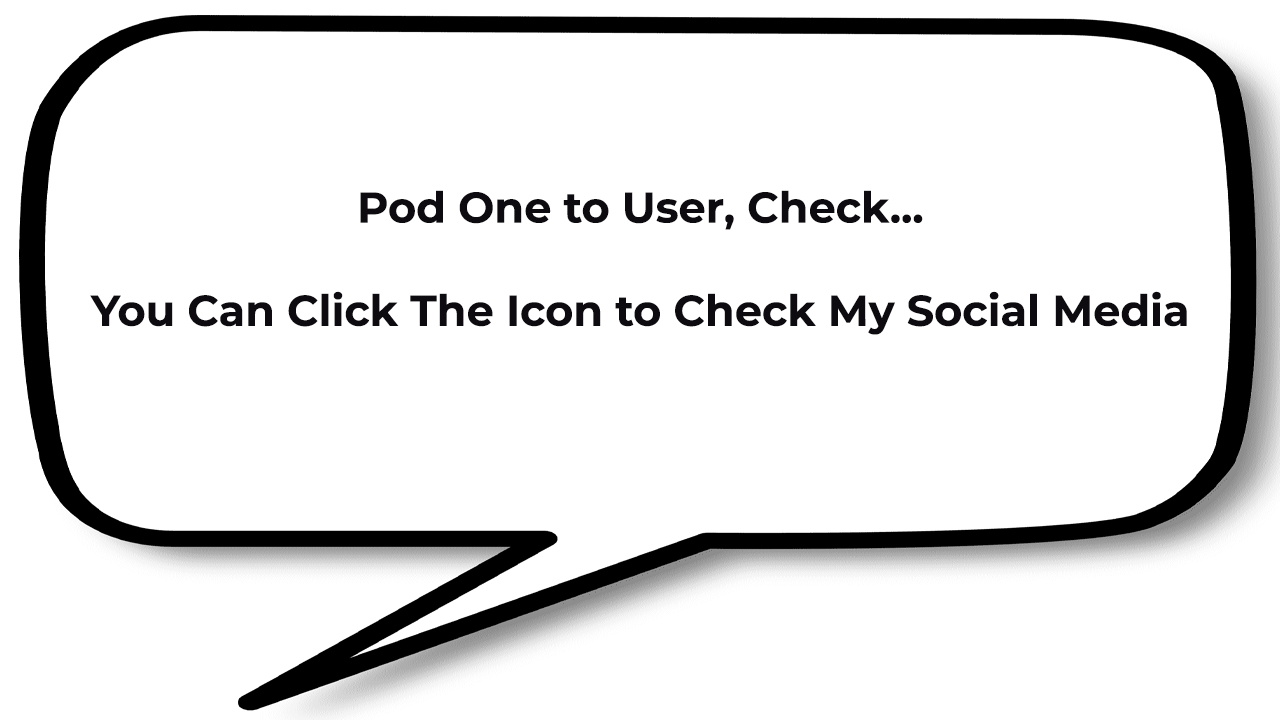 Pod One to User, Check...
You Can Click The Icon to Check My Social Media